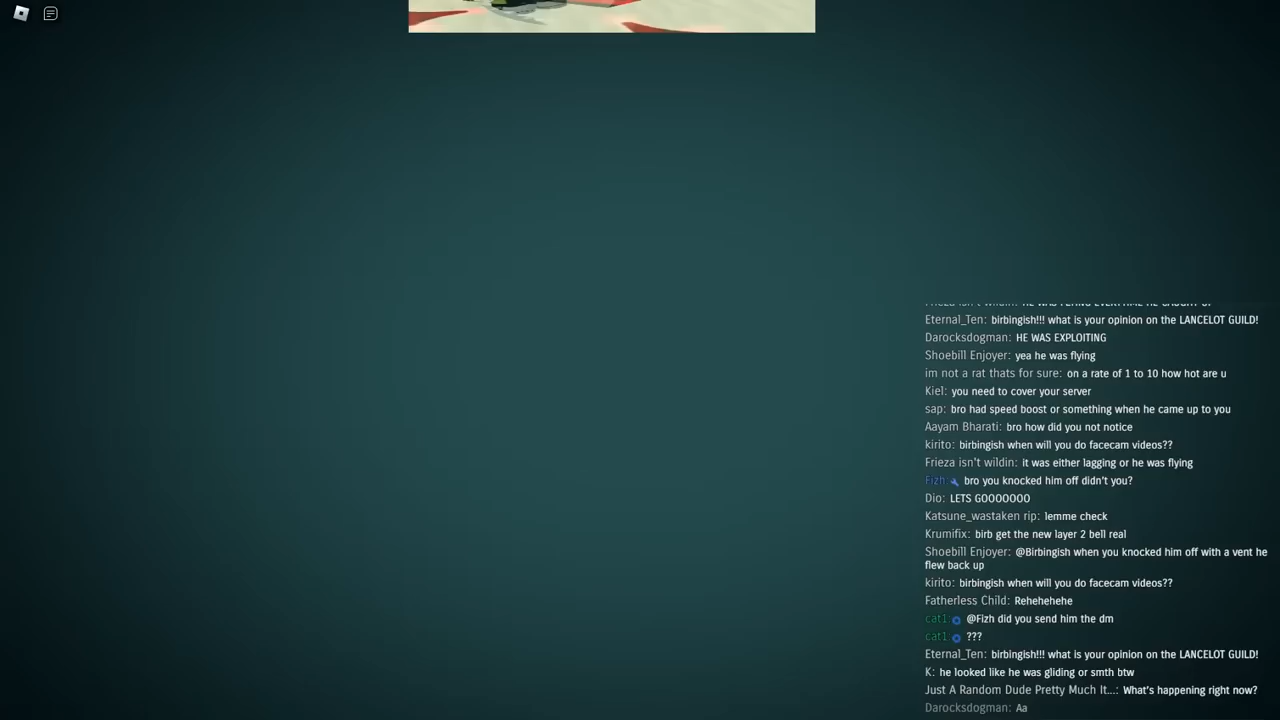 Eternal_Ten: birbingish!!! what is your opinion on the LANCELOT GUILD!
Darocksdogman: HE WAS EXPLOITING
Shoebill Enjoyer: yea he was flying
im not a rat thats for sure: on a rate of 1 to 10 how hot are u
Kiel: you need to cover your server
sap: bro had speed boost or something when he came up to you
Aayam Bharati: bro how did you not notice
kirito: birbingish when will you do facecam videos??
Frieza isn't wildin: it was either lagging or he was flying
Fizh: bro you knocked him off didn't you?
Dio: LETS GOOOOOOO
Katsune_wastaken rip: lemme check
Krumifix: birb get the new layer 2 bell real
Shoebill Enjoyer: @Birbingish when you knocked him off with a vent he
flew back up
kirito: birbingish when will you do facecam videos??
Fatherless Child: Rehehehehe
cat1: @Fizh did you send him the dm
cat1: ???
Eternal_Ten: birbingish!!! what is your opinion on the LANCELOT GUILD!
K: he looked like he was gliding or smth btw
Just A Random Dude Pretty Much It...: What's happening right now?
Darocksdogman: Aa